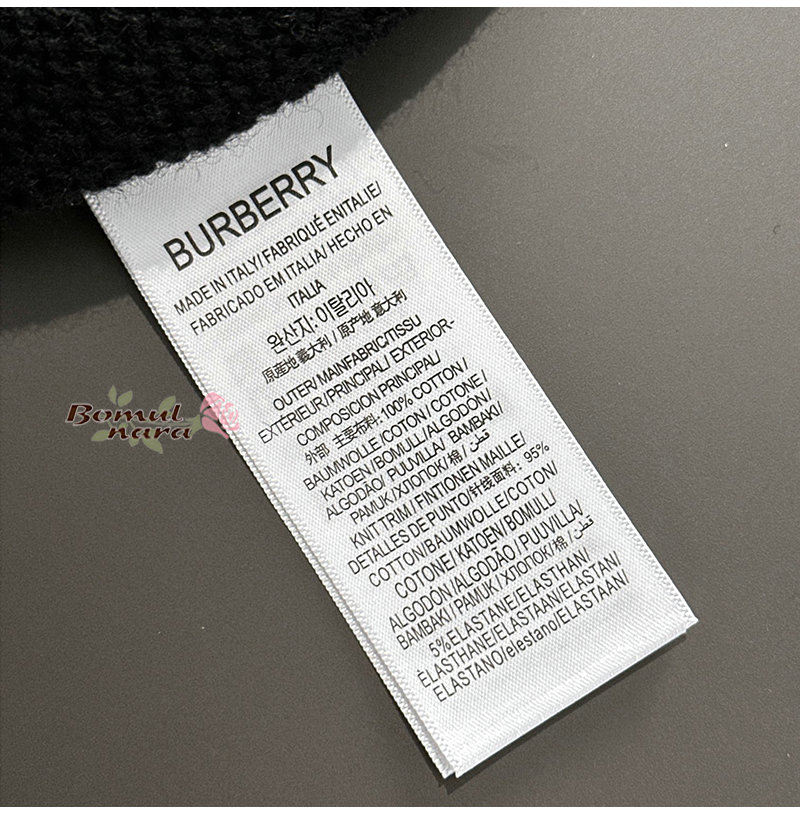 BURBERRY
MADE IN ITALY/ FABRIQUÉ ENITALIE/
FABRICADO EM ITALIA/ HECHO EN
ITALIA
완산지: 이탈리아
原産地 義大利 / 原产地 意大利
OUTER/ MAINFABRIC/TISSU
EXTÉRIEUR/PRINCIPAL/ EXTERIOR-
COMPOSICION PRINCIPAL/
外部 . 主要布料: 100% COTTON /
BAUMWOLLE /COTON / COTONE /
KATOEN / BOMULL / ALGODÓN/
ALGODÃO/ PUUVILLA/ BAMBAKI/
PAMUK / ХЛОПОК/ 棉/ قطن/
KNIT TRIM / FINTIONEN MAILLE/
DETALLES DE PUNTO/针线面料: 95%
COTTON/BAUMWOLLE/COTON/
COTONE/ KATOEN/ BOMULL/
ALGODÓN/ALGODÃO/ PUUVILLA/
BAMBAKI / PAMUK / ХЛОПОК/ 棉/ قطن/
5%ELASTANE/ELASTHAN/
ÉLASTHANE/ELASTAAN/ELASTAN/
ELASTANO/elestano/ELASTAAN/
Bomul
nara